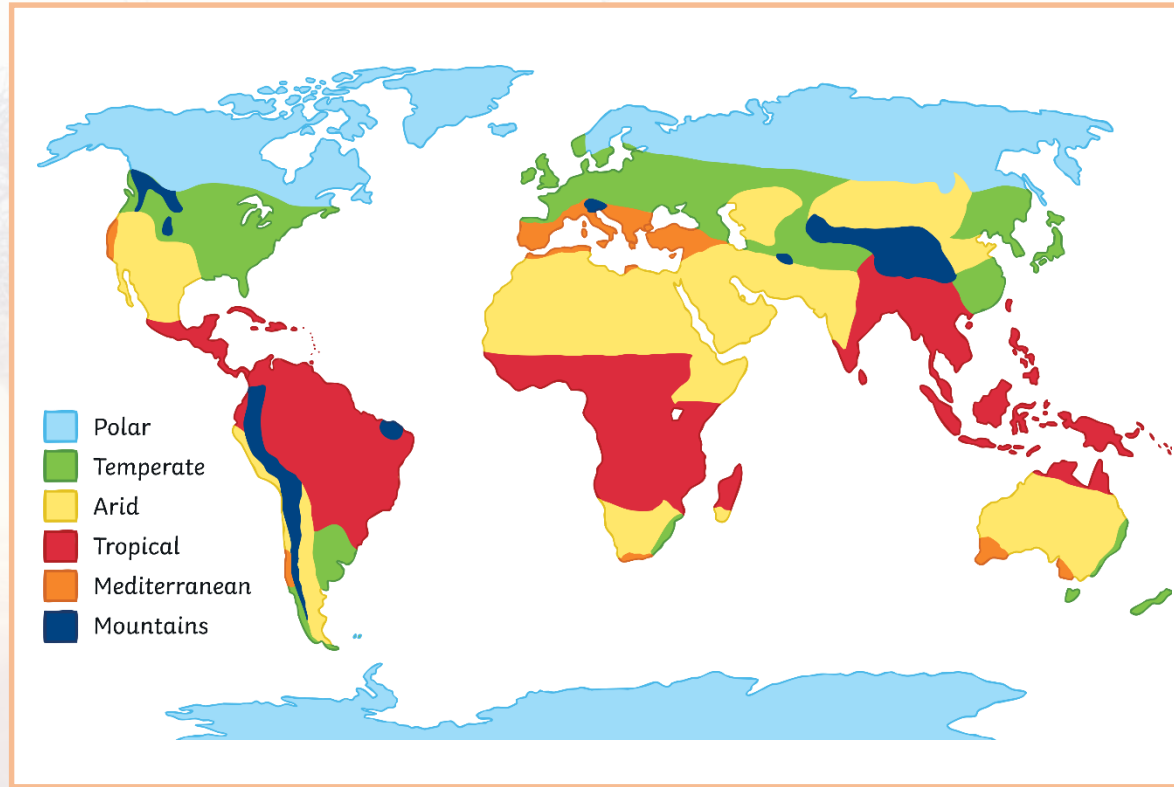 Polar
Temperate
Arid
Tropical
Mediterranean
Mountains